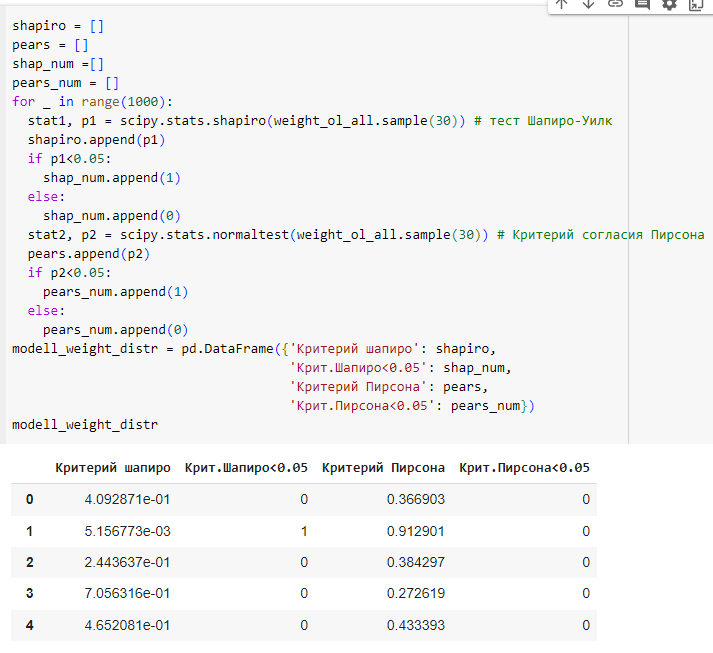 shapiro = []
pears = []
shap_num =[]
pears_num = []
for _ in range(1000):
  stat1, p1 = scipy.stats.shapiro(weight_ol_all.sample(30)) # тест Шапиро-Уилк
  shapiro.append(p1)
  if p1<0.05:
    shap_num.append(1)
  else:
    shap_num.append(0)
  stat2, p2 = scipy.stats.normaltest(weight_ol_all.sample(30)) # Критерий согласия Пирсона
  pears.append(p2)
  if p2<0.05:
    pears_num.append(1)
  else:
    pears_num.append(0)
modell_weight_distr = pd.DataFrame({'Критерий шапиро': shapiro,
                                    'Крит.Шапиро<0.05': shap_num,
                                    'Критерий Пирсона': pears,
                                    'Крит.Пирсона<0.05': pears_num})
modell_weight_distr
Критерий шапиро Крит.Шапиро<0.05 Критерий Пирсона Крит.Пирсона<0.05
0 4.092871e-01 0 0.366903 0
1 5.156773e-03 1 0.912901 0
2 2.443637e-01 0 0.384297 0
3 7.056316e-01 0 0.272619 0
4 4.652081e-01 0 0.433393 0